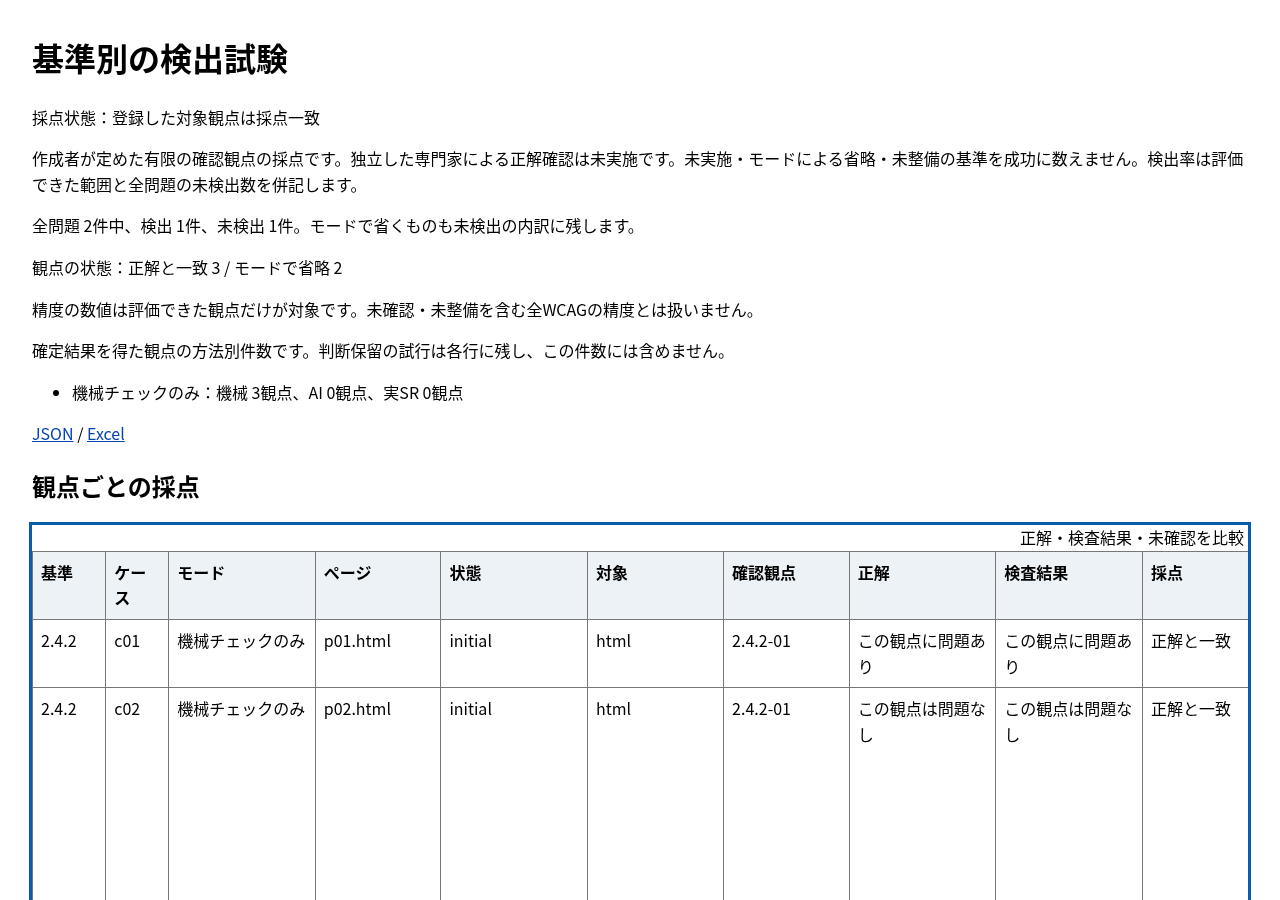 基準別の検出試験
採点状態：登録した対象観点は採点一致
作成者が定めた有限の確認観点の採点です。独立した専門家による正解確認は未実施です。未実施・モードによる省略・未整備の基準を成功に数えません。検出率は評価
できた範囲と全問題の未検出数を併記します。
全問題 2件中、検出 1件、未検出 1件。モードで省くものも未検出の内訳に残します。
観点の状態：正解と一致 3 / モードで省略 2
精度の数値は評価できた観点だけが対象です。未確認・未整備を含む全WCAGの精度とは扱いません。
確定結果を得た観点の方法別件数です。判断保留の試行は各行に残し、この件数には含めません。
• 機械チェックのみ：機械 3観点、AI 0観点、実SR 0観点
JSON / Excel
観点ごとの採点
正解・検査結果・未確認を比較
基準 ケース モード ページ 状態 対象 確認観点 正解 検査結果 採点
2.4.2 c01 機械チェックのみ p01.html initial html 2.4.2-01 この観点に問題あり この観点に問題あり 正解と一致
2.4.2 c02 機械チェックのみ p02.html initial html 2.4.2-01 この観点は問題なし この観点は問題なし 正解と一致